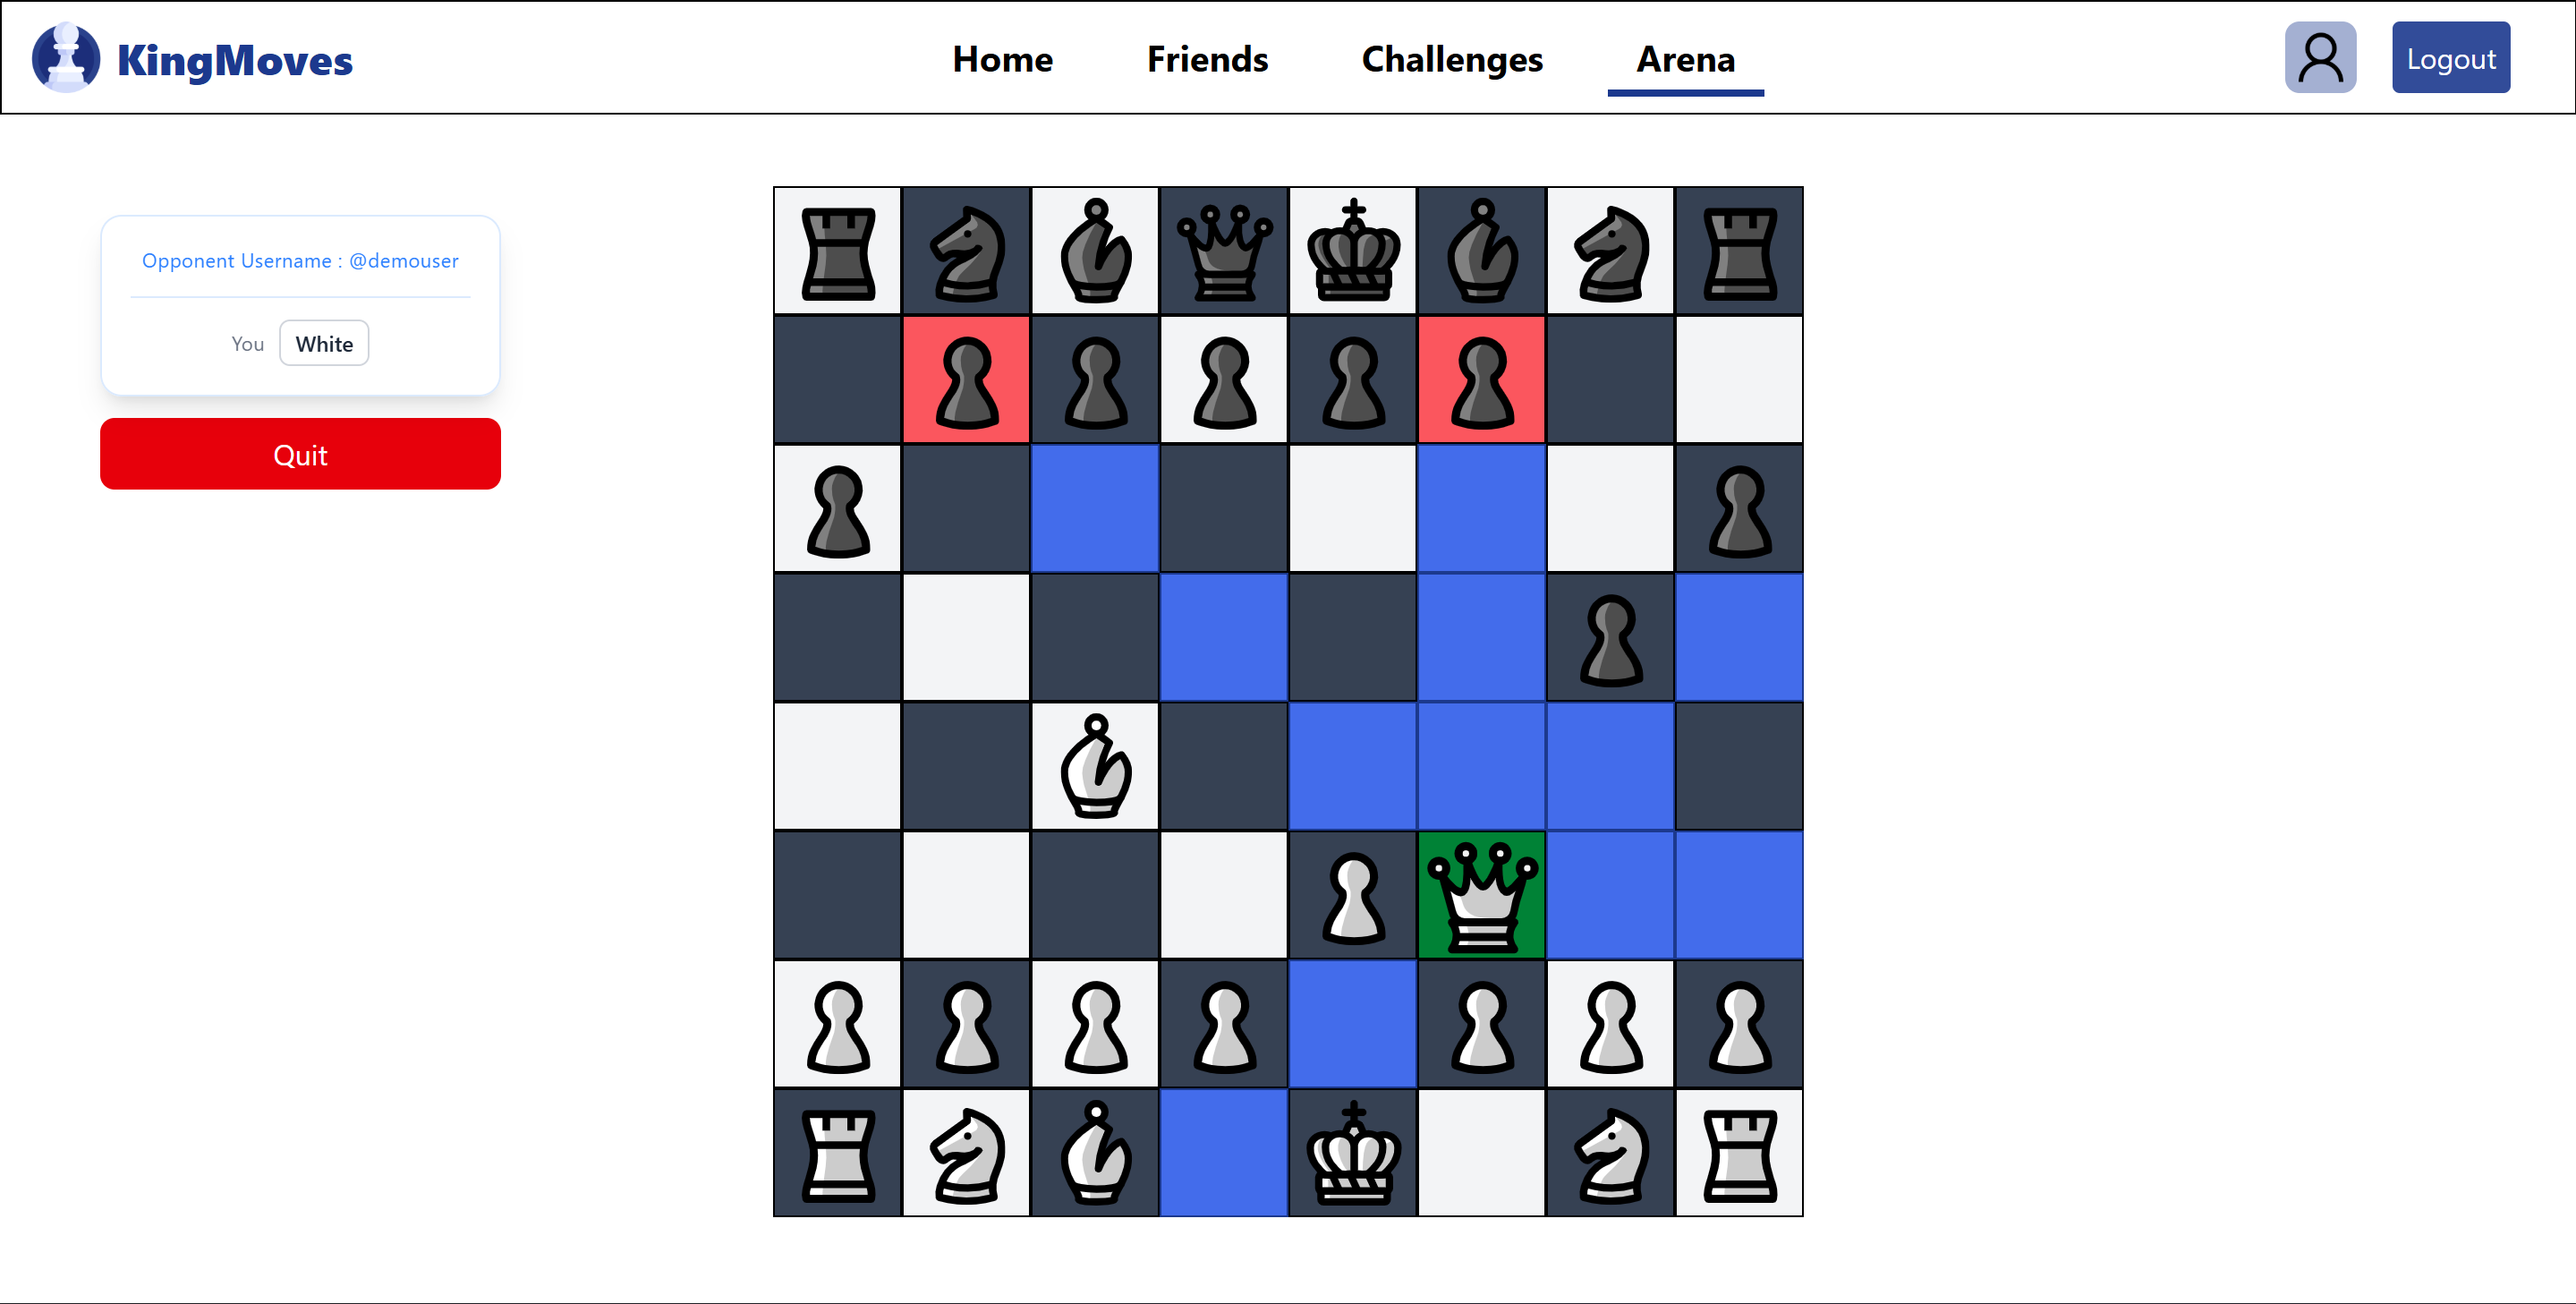 KingMoves
Home Friends Challenges Arena
Logout
Opponent Username : @demouser
You White
Quit